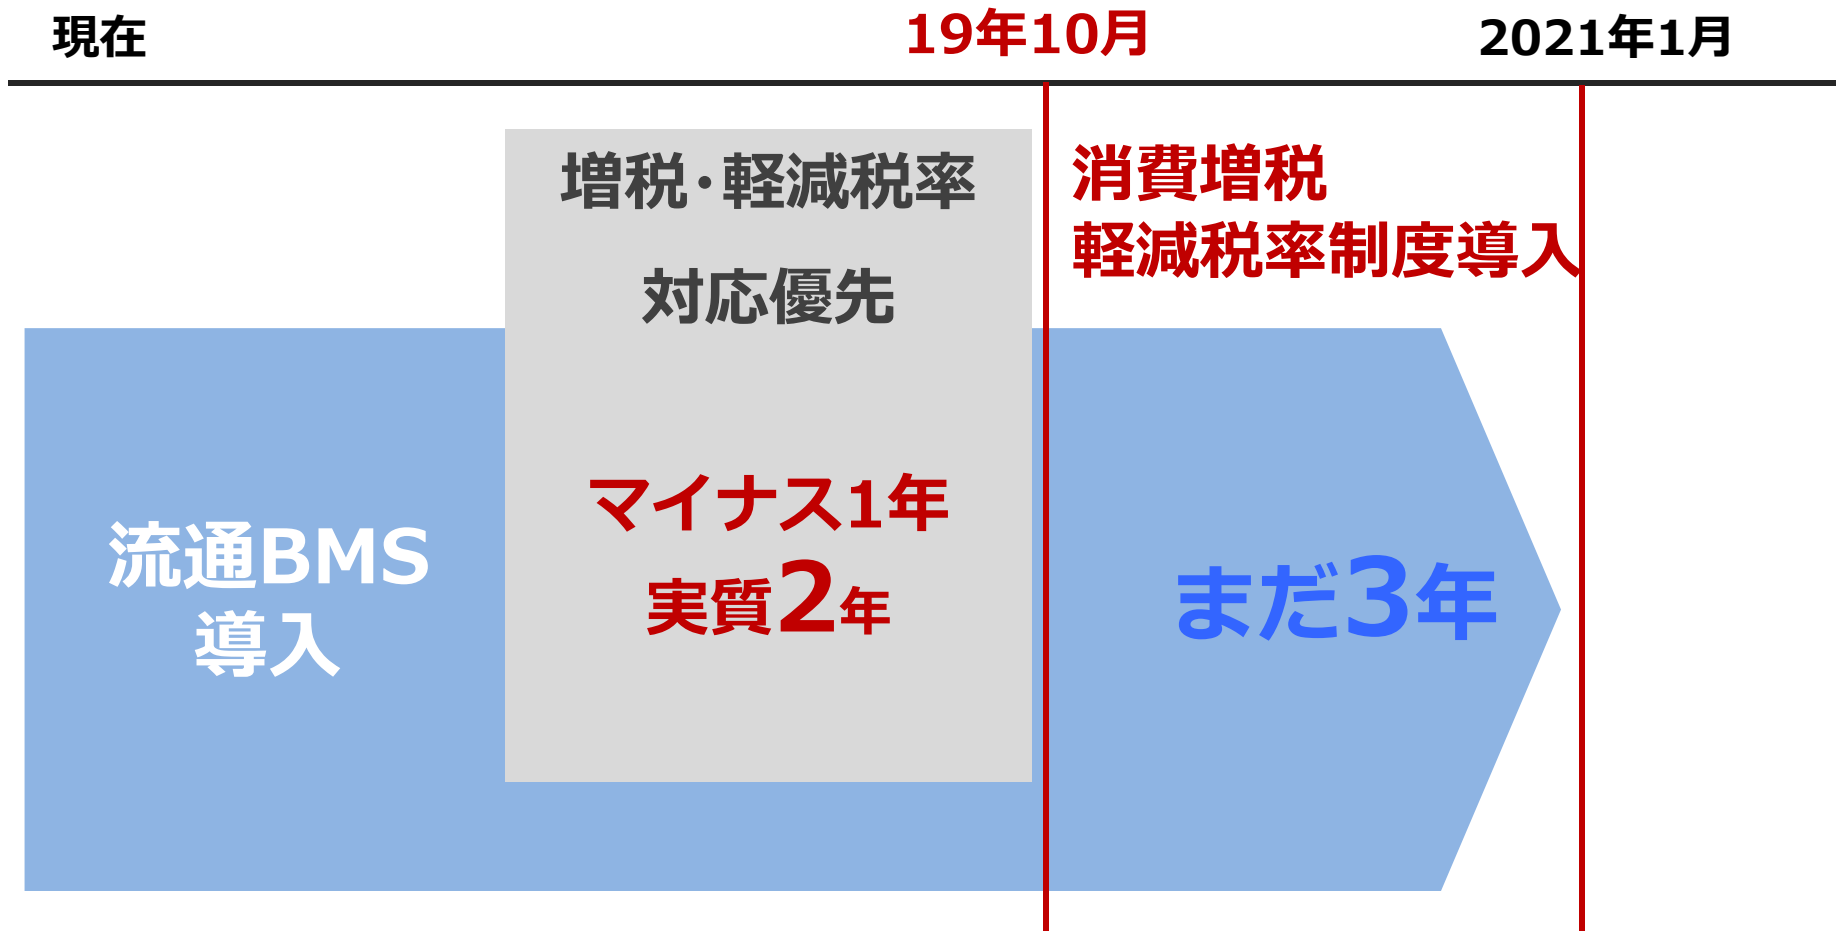 現在
19年10月
2021年1月
増税・軽減税率
対応優先
消費増税
軽減税率制度導入
流通BMS
導入
マイナス1年
実質2年
まだ3年